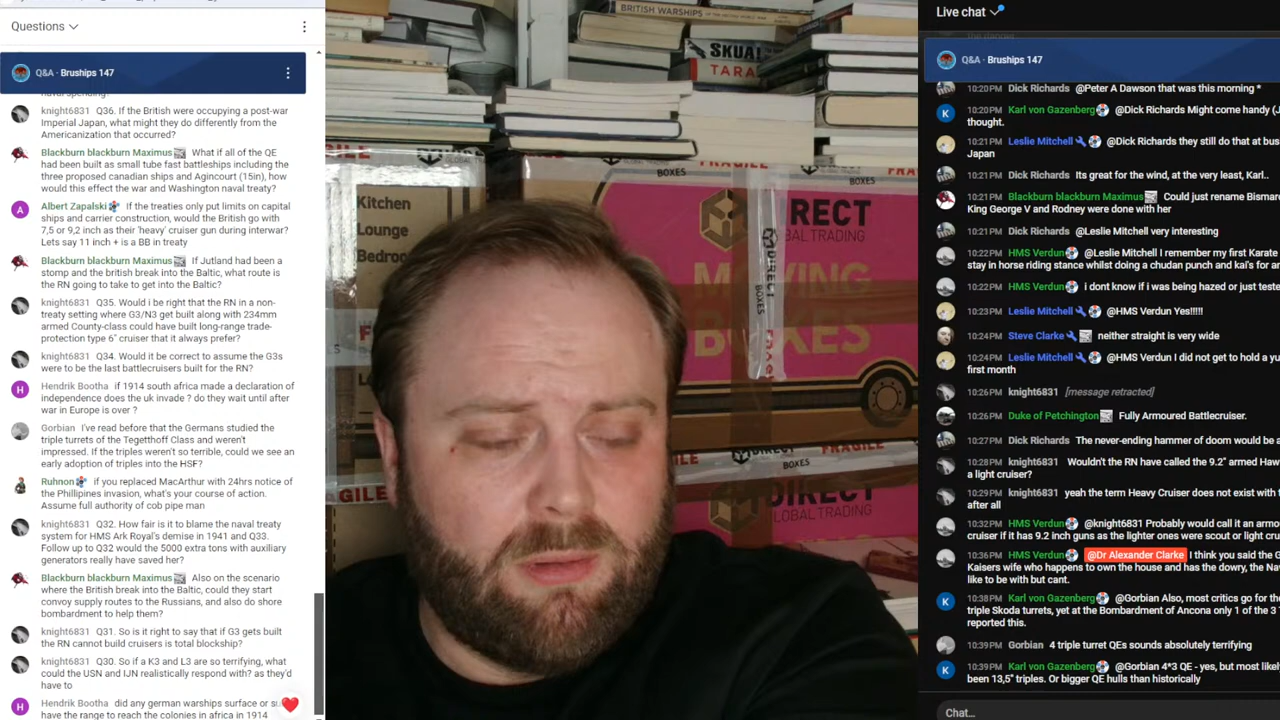 Questions
Q&A · Bruships 147
knight6831 Q36. If the British were occupying a post-war
Imperial Japan, what might they do differently from the
Americanization that occurred?
Blackburn blackburn Maximus What if all of the QE
had been built as small tube fast battleships including the
three proposed canadian ships and Agincourt (15in), how
would this effect the war and Washington naval treaty?
Albert Zapalski If the treaties only put limits on capital
ships and carrier construction, would the British go with
7,5 or 9,2 inch as their 'heavy' cruiser gun during interwar?
Lets say 11 inch + is a BB in treaty
Blackburn blackburn Maximus If Jutland had been a
stomp and the british break into the Baltic, what route is
the RN going to take to get into the Baltic?
knight6831 Q35. Would i be right that the RN in a non-
treaty setting where G3/N3 get built along with 234mm
armed County-class could have built long-range trade-
protection type 6" cruiser that it always prefer?
knight6831 Q34. Would it be correct to assume the G3s
were to be the last battlecruisers built for the RN?
Hendrik Bootha if 1914 south africa made a declaration of
independence does the uk invade ? do they wait until after
war in Europe is over ?
Gorbian I've read before that the Germans studied the
triple turrets of the Tegetthoff Class and weren't
impressed. If the triples weren't so terrible, could we see an
early adoption of triples into the HSF?
Ruhnon if you replaced MacArthur with 24hrs notice of
the Phillipines invasion, what's your course of action.
Assume full authority of cob pipe man
knight6831 Q32. How fair is it to blame the naval treaty
system for HMS Ark Royal's demise in 1941 and Q33.
Follow up to Q32 would the 5000 extra tons with auxiliary
generators really have saved her?
Blackburn blackburn Maximus Also on the scenario
where the British break into the Baltic, could they start
convoy supply routes to the Russians, and also do shore
bombardment to help them?
knight6831 Q31. So is it right to say that if G3 gets built
the RN cannot build cruisers is total blockship?
knight6831 Q30. So if a K3 and L3 are so terrifying, what
could the USN and IJN realistically respond with? as they'd
have to
Hendrik Bootha did any german warships surface or su
have the range to reach the colonies in africa in 1914
BRITISH WARSHIPS
SKUA!
TARA
FRAGILE
BOXES
FRAGILE
BOXES
Kitchen
Lounge
Bedroo
DIRECT
GLOBAL TRADING
MOVING
BOXES
BOXES
FRAGILE
BOXES
AGILE
DIRECT
GLOBAL TRADING
Live chat
Q&A · Bruships 147
Dick Richards @Peter A Dawson that was this morning *
10:20PM Karl von Gazenberg @Dick Richards Might come handy (J
thought.
10:21PM Leslie Mitchell @Dick Richards they still do that at bus
Japan
10:21PM Dick Richards Its great for the wind, at the very least, Karl..
10:21PM Blackburn blackburn Maximus Could just rename Bismar
King George V and Rodney were done with her
10:21PM Dick Richards @Leslie Mitchell very interesting
10:22PM HMS Verdun @Leslie Mitchell I remember my first Karate
stay in horse riding stance whilst doing a chudan punch and kai's for a
10:22PM HMS Verdun i dont know if i was being hazed or just teste
10:23PM Leslie Mitchell @HMS Verdun Yes!!!!!
10:24PM Steve Clarke neither straight is very wide
10:24PM Leslie Mitchell @HMS Verdun I did not get to hold a yu
first month
10:26PM knight6831 [message retracted]
10:26PM Duke of Petchington Fully Armoured Battlecruiser.
10:27PM Dick Richards The never-ending hammer of doom would be a
10:28PM knight6831 Wouldn't the RN have called the 9.2" armed Haw
a light cruiser?
10:29PM knight6831 yeah the term Heavy Cruiser does not exist with
after all
10:32PM HMS Verdun @knight6831 Probably would call it an armo
cruiser if it has 9.2 inch guns as the lighter ones were scout or light cru
10:36PM HMS Verdun @Dr Alexander Clarke I think you said the G
Kaisers wife who happens to own the house and has the dowry, the Na
like to be with but cant.
10:38PM Karl von Gazenberg @Gorbian Also, most critics go for the
triple Skoda turrets, yet at the Bombardment of Ancona only 1 of the 3
reported this.
10:39PM Gorbian 4 triple turret QEs sounds absolutely terrifying
10:39PM Karl von Gazenberg @Gorbian 4*3 QE - yes, but most likely
been 13,5" triples. Or bigger QE hulls than historically
Chat...